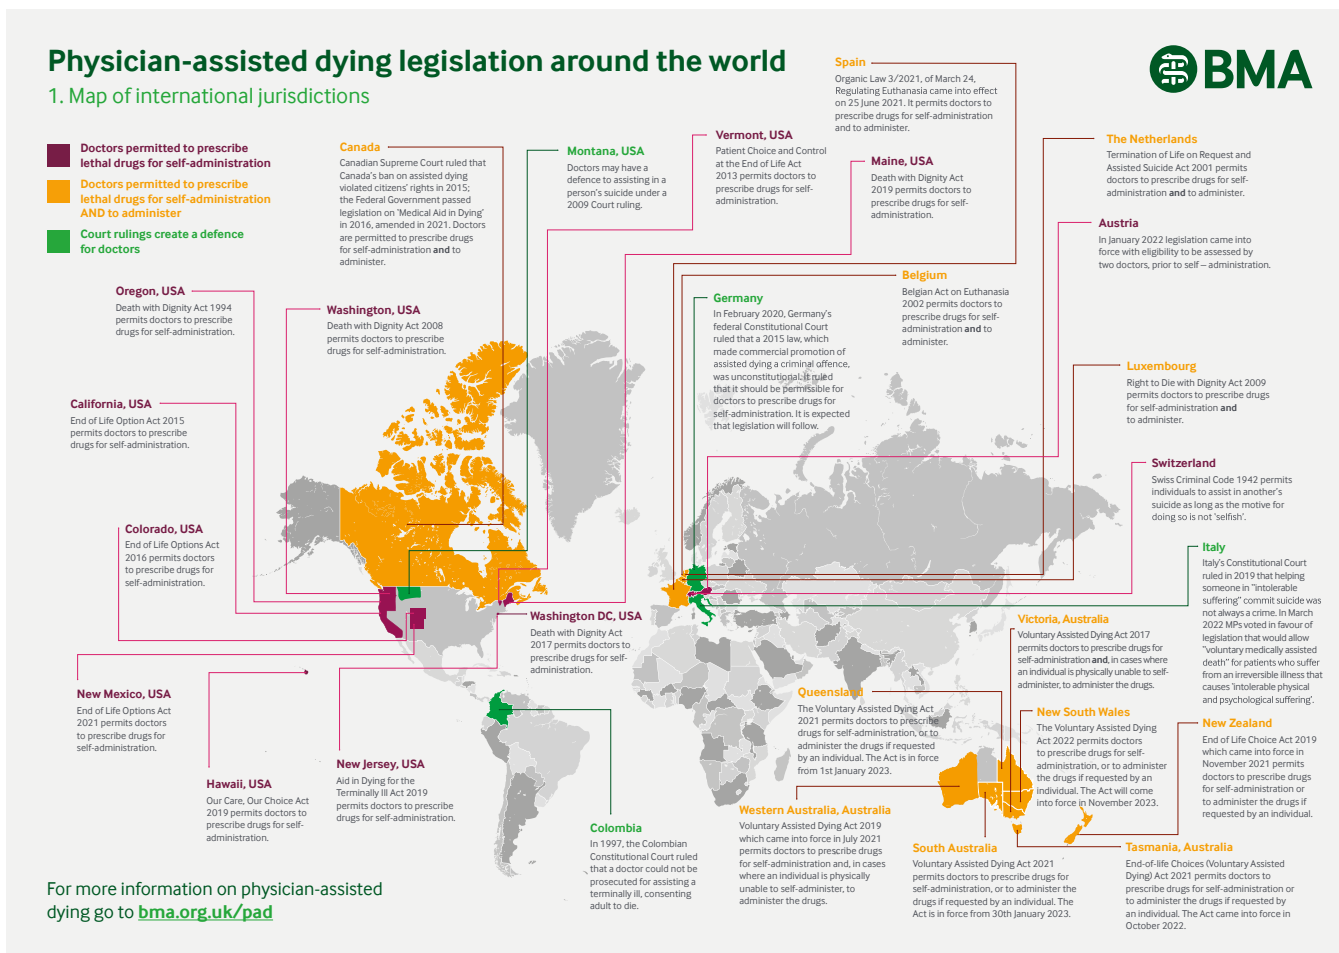 Physician-assisted dying legislation around the world
1. Map of international jurisdictions
BMA
Doctors permitted to prescribe
lethal drugs for self-administration
Doctors permitted to prescribe
lethal drugs for self-administration
AND to administer
Court rulings create a defence
for doctors
Canada
Canadian Supreme Court ruled that
Canada's ban on assisted dying
violated citizens' rights in 2015;
the Federal Government passed
legislation on 'Medical Aid in Dying'
in 2016, amended in 2021. Doctors
are permitted to prescribe drugs
for self-administration and to
administer.
Montana, USA
Doctors may have a
defence to assisting in a
person's suicide under a
2009 Court ruling.
Vermont, USA
Patient Choice and Control
at the End of Life Act
2013 permits doctors to
prescribe drugs for self-
administration.
Spain
Organic Law 3/2021, of March 24,
Regulating Euthanasia came into effect
on 25 June 2021. It permits doctors to
prescribe drugs for self-administration
and to administer.
Maine, USA
Death with Dignity Act
2019 permits doctors to
prescribe drugs for self-
administration.
The Netherlands
Termination of Life on Request and
Assisted Suicide Act 2001 permits
doctors to prescribe drugs for self-
administration and to administer.
Austria
In January 2022 legislation came into
force with eligibility to be assessed by
two doctors, prior to self – administration.
Belgium
Belgian Act on Euthanasia
2002 permits doctors to
prescribe drugs for self-
administration and to
administer.
Oregon, USA
Death with Dignity Act 1994
permits doctors to prescribe
drugs for self-administration.
Washington, USA
Death with Dignity Act 2008
permits doctors to prescribe
drugs for self-administration.
Germany
In February 2020, Germany's
federal Constitutional Court
ruled that a 2015 law, which
made commercial promotion of
assisted dying a criminal offence,
was unconstitutional. It ruled
that it should be permissible for
doctors to prescribe drugs for
self-administration. It is expected
that legislation will follow.
Luxembourg
Right to Die with Dignity Act 2009
permits doctors to prescribe drugs
for self-administration and
to administer.
California, USA
End of Life Option Act 2015
permits doctors to prescribe
drugs for self-administration.
Switzerland
Swiss Criminal Code 1942 permits
individuals to assist in another's
suicide as long as the motive for
doing so is not 'selfish'.
Colorado, USA
End of Life Options Act
2016 permits doctors
to prescribe drugs for
self-administration.
Italy
Italy's Constitutional Court
ruled in 2019 that helping
someone in "intolerable
suffering" commit suicide was
not always a crime. In March
2022 MPs voted in favour of
legislation that would allow
"voluntary medically assisted
death" for patients who suffer
from an irreversible illness that
causes 'intolerable physical
and psychological suffering'.
Washington DC, USA
Death with Dignity Act
2017 permits doctors to
prescribe drugs for self-
administration.
Victoria, Australia
Voluntary Assisted Dying Act 2017
permits doctors to prescribe drugs for
self-administration and, in cases where
an individual is physically unable to self-
administer, to administer the drugs.
New Mexico, USA
End of Life Options Act
2021 permits doctors
to prescribe drugs for
self-administration.
Queensland
The Voluntary Assisted Dying Act
2021 permits doctors to prescribe
drugs for self-administration, or to
administer the drugs if requested
by an individual. The Act is in force
from 1st January 2023.
New South Wales
The Voluntary Assisted Dying
Act 2022 permits doctors
to prescribe drugs for self-
administration, or to administer
the drugs if requested by an
individual. The Act will come
into force in November 2023.
New Zealand
End of Life Choice Act 2019
which came into force in
November 2021 permits
doctors to prescribe drugs
for self-administration or
to administer the drugs if
requested by an individual.
Hawaii, USA
Our Care, Our Choice Act
2019 permits doctors to
prescribe drugs for self-
administration.
New Jersey, USA
Aid in Dying for the
Terminally Ill Act 2019
permits doctors to prescribe
drugs for self-administration.
Colombia
In 1997, the Colombian
Constitutional Court ruled
that a doctor could not be
prosecuted for assisting a
terminally ill, consenting
adult to die.
Western Australia, Australia
Voluntary Assisted Dying Act 2019
which came into force in July 2021
permits doctors to prescribe drugs
for self-administration and, in cases
where an individual is physically
unable to self-administer, to
administer the drugs.
South Australia
Voluntary Assisted Dying Act 2021
permits doctors to prescribe drugs for
self-administration, or to administer the
drugs if requested by an individual. The
Act is in force from 30th January 2023.
Tasmania, Australia
End-of-life Choices (Voluntary Assisted
Dying) Act 2021 permits doctors to
prescribe drugs for self-administration or
to administer the drugs if requested by
an individual. The Act came into force in
October 2022.
For more information on physician-assisted
dying go to bma.org.uk/pad